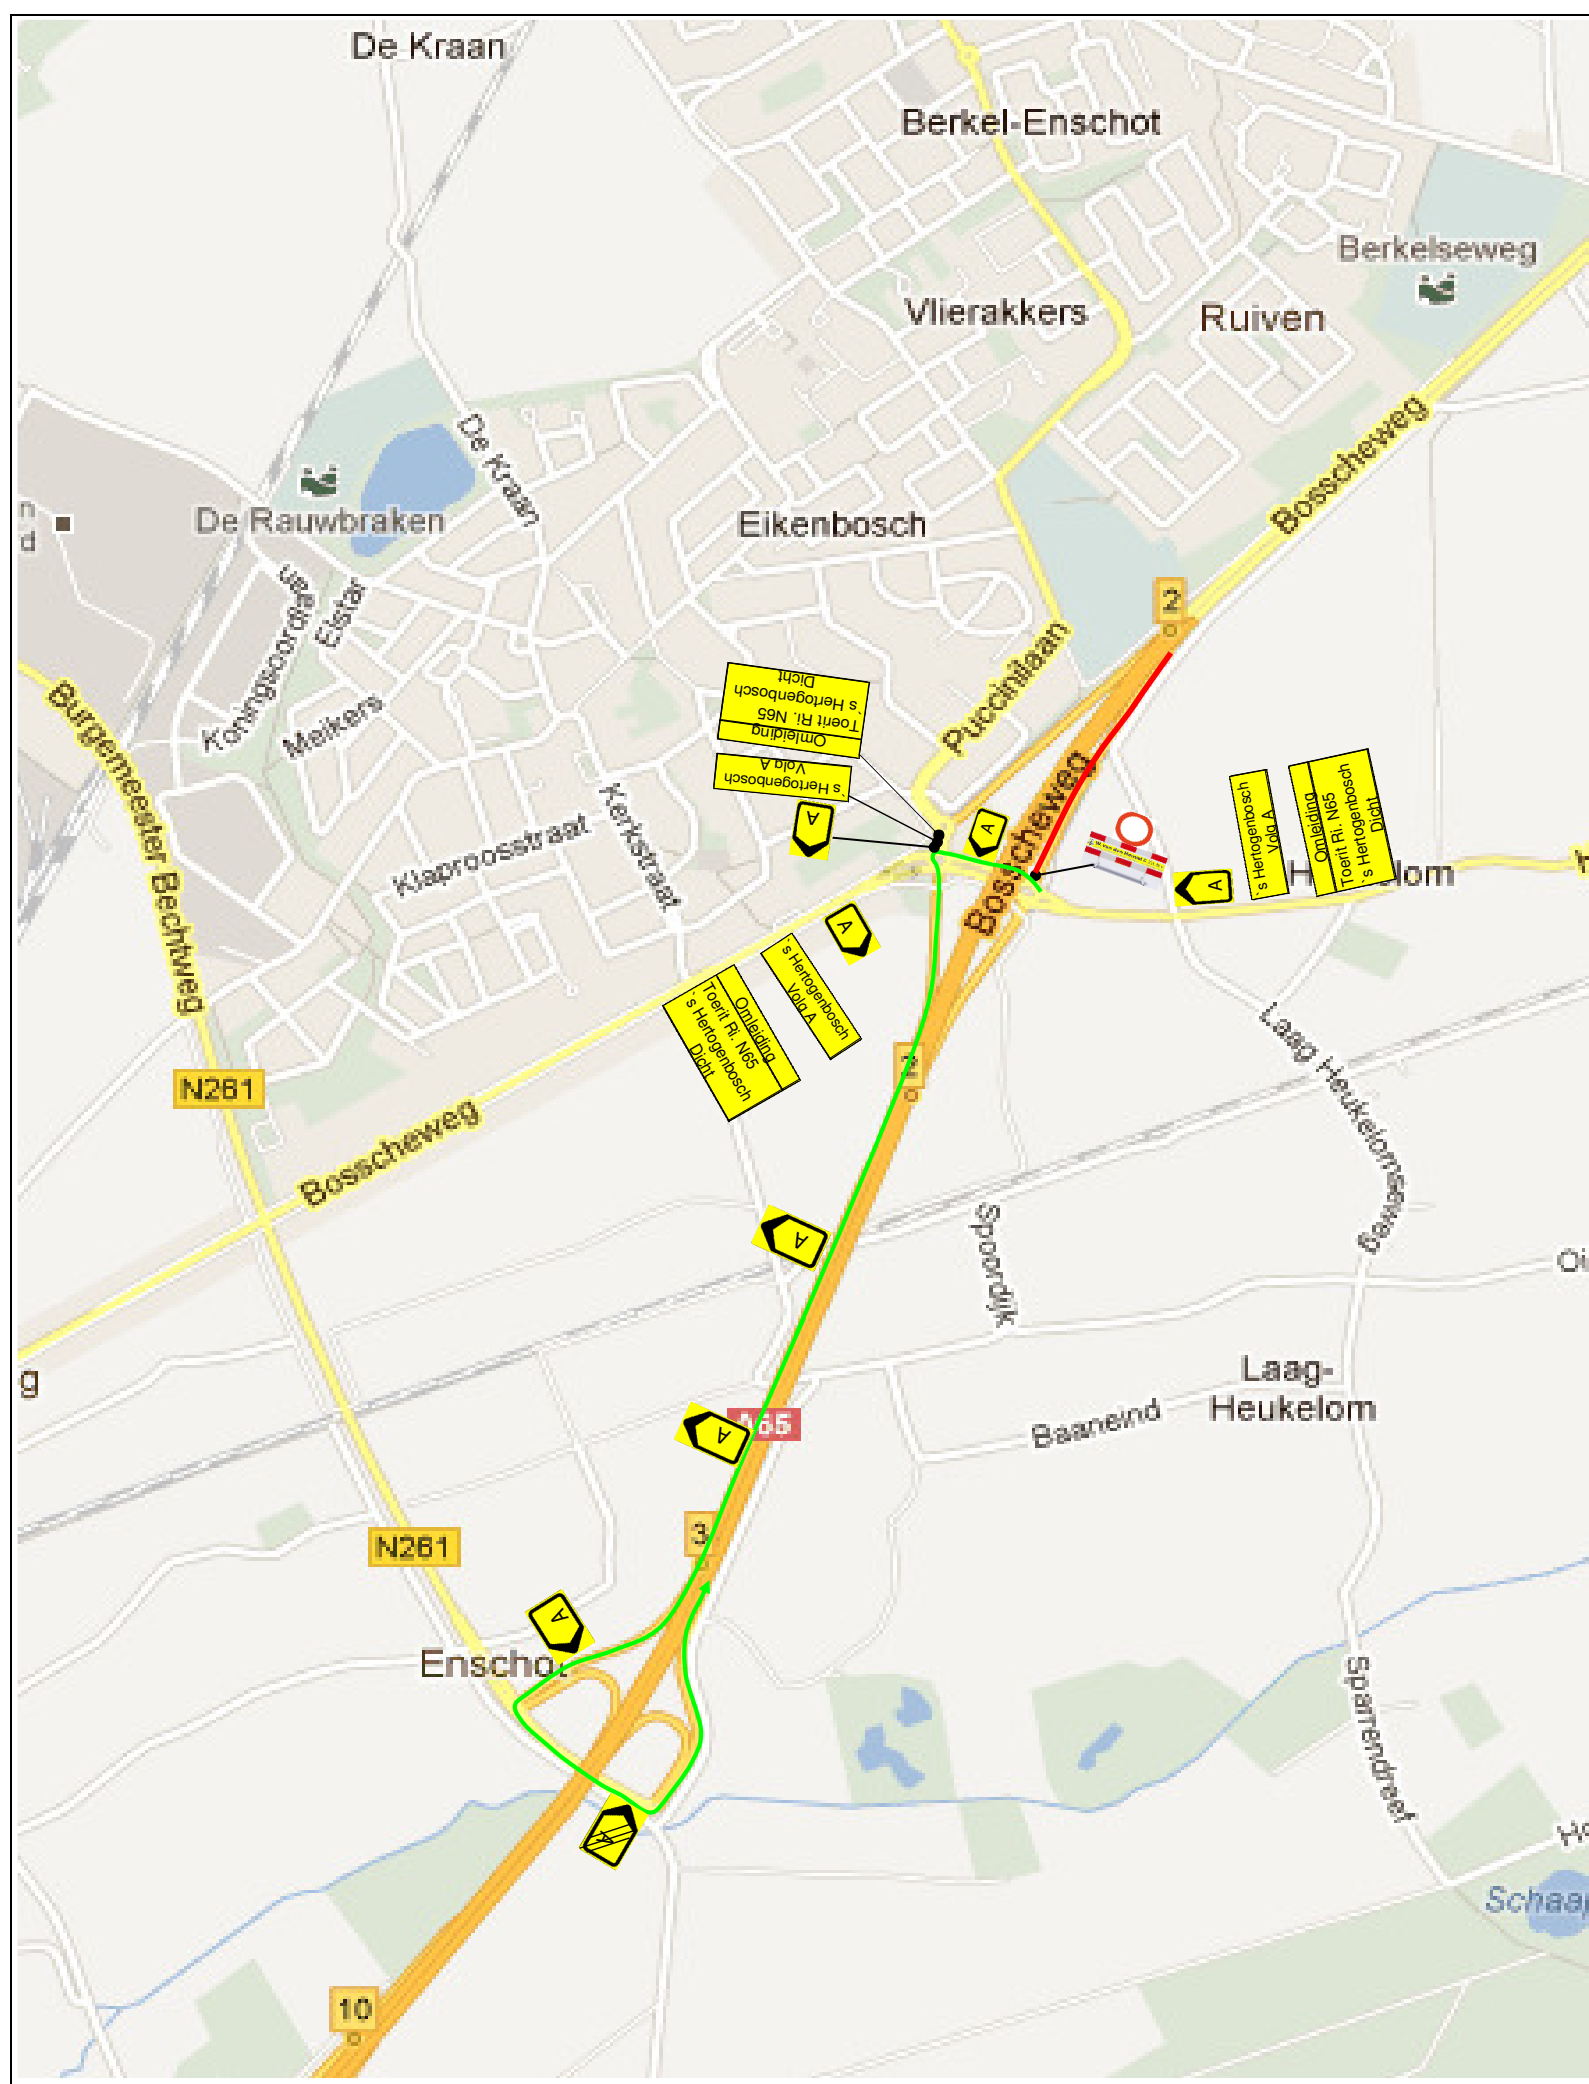 De Kraan
Berkel-Enschot
Berkelseweg
Vlierakkers
Ruiven
Bosscheweg
De Kraan
n
d
De Rauwbraken
Eikenbosch
Elstar
Meikers
2
Puccinilaan
Burgemeester Bechtweg
Omleiding
Toerit Ri. N65
`s Hertogenbosch
Dicht
`s Hertogenbosch
Volg A
A
A
Bosscheweg
Bosscheweg
Klaproosstraat
Kerkstraat
`s Hertogenbosch
Volg A
Omleiding
Toerit Ri. N65
`s Hertogenbosch
Dicht
A
A
`s Hertogenbosch
Volg A
Omleiding
Toerit Ri. N65
`s Hertogenbosch
Dicht
Laag Heukelomseweg
N261
Bosscheweg
A
Spoordijk
Oi
g
Laag-
Heukelom
Baaneind
A65
A
3
N261
A
Enschot
Sparrendreef
A
Schaap
10